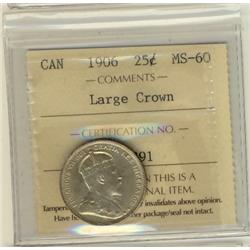 CAN 1906 25¢ MS-60
— COMMENTS —
Large Crown
— CERTIFICATION NO. —
91
N THIS IS A
NAL ITEM.
Tamper invalidates above opinion.
Have package/seal not intact.